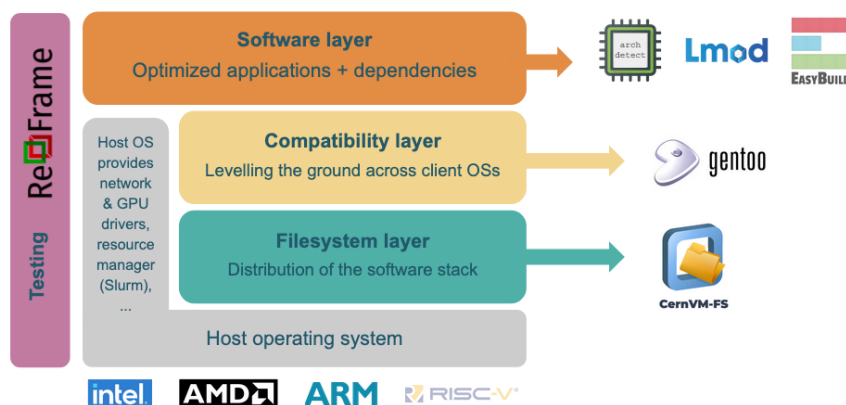 ReFrame
Testing
Software layer
Optimized applications + dependencies
arch
detect
Lmod
EASYBUILD
Host OS
provides
network
& GPU
drivers,
resource
manager
(Slurm),
...
Compatibility layer
Levelling the ground across client OSs
gentoo
Filesystem layer
Distribution of the software stack
CernVM-FS
Host operating system
intel.
AMD
ARM
RISC-V